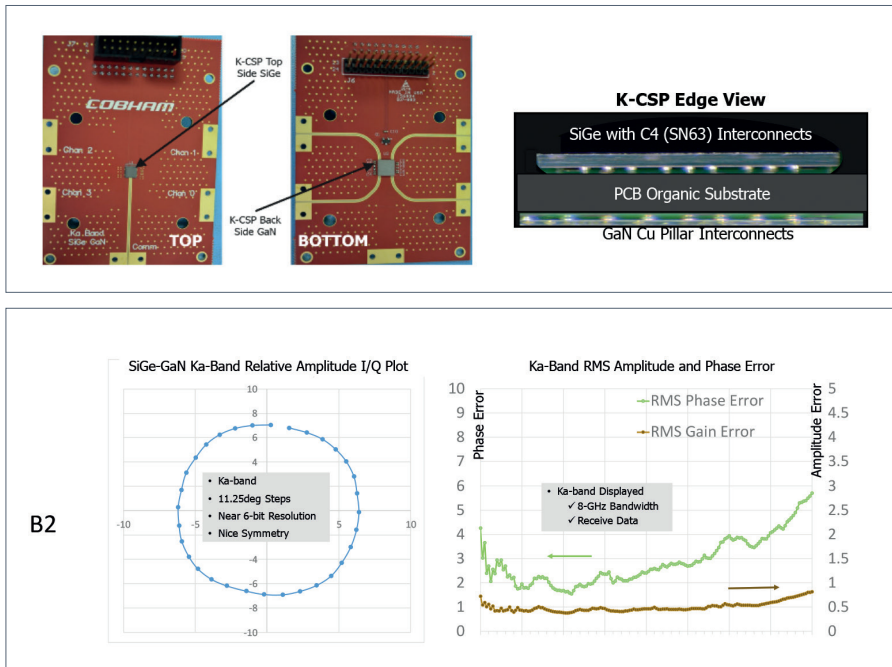 K-CSP Top
Side SiGe
COBHAM
Chan 2
Chan 1
Chan 3
Chan 0
Ka Band
SiGe GaN
Comm
TOP
J6
K-CSP Back
Side GaN
BOTTOM
K-CSP Edge View
SiGe with C4 (SN63) Interconnects
PCB Organic Substrate
GaN Cu Pillar Interconnects
B2
SiGe-GaN Ka-Band Relative Amplitude I/Q Plot
10
8
6
4
2
0
-2
-4
-6
-8
-10
-10
-5
0
5
10
• Ka-band
• 11.25deg Steps
• Near 6-bit Resolution
• Nice Symmetry
Ka-Band RMS Amplitude and Phase Error
Phase Error
10
9
8
7
6
5
4
3
2
1
0
RMS Phase Error
RMS Gain Error
• Ka-band Displayed
✓ 8-GHz Bandwidth
✓ Receive Data
Amplitude Error
5
4.5
4
3.5
3
2.5
2
1.5
1
0.5
0